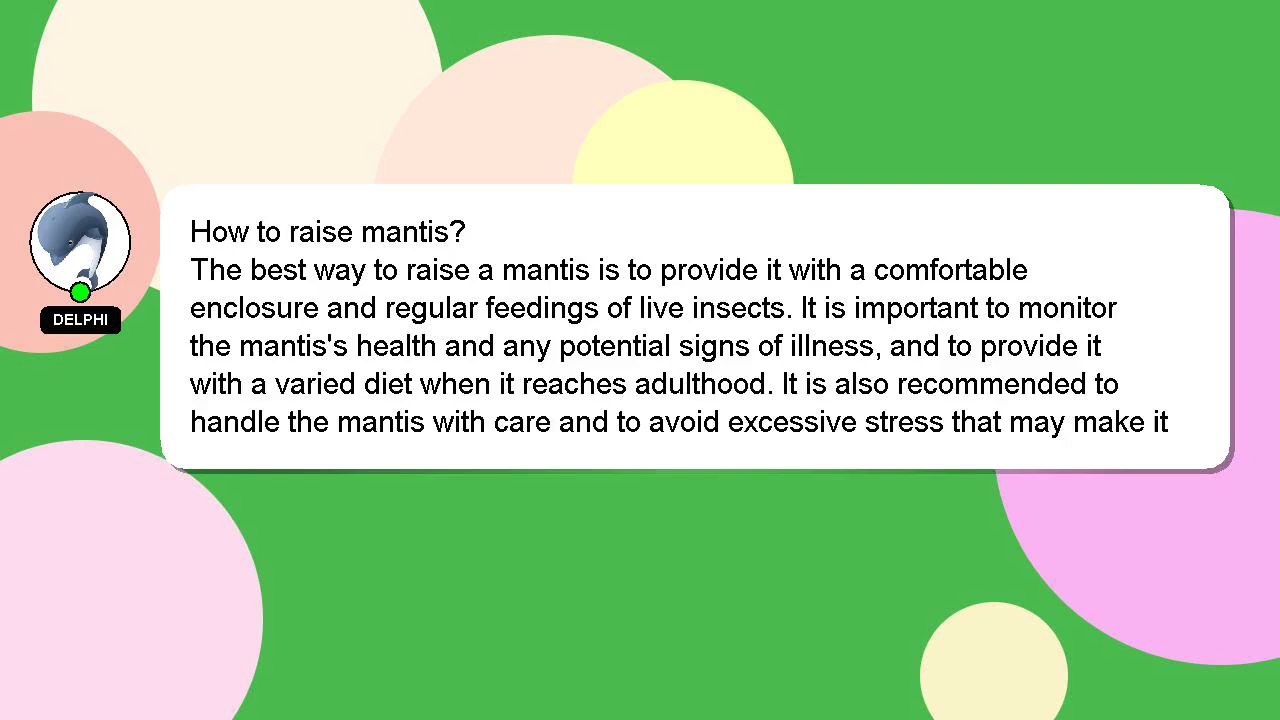 How to raise mantis?
The best way to raise a mantis is to provide it with a comfortable
enclosure and regular feedings of live insects. It is important to monitor
the mantis's health and any potential signs of illness, and to provide it
with a varied diet when it reaches adulthood. It is also recommended to
handle the mantis with care and to avoid excessive stress that may make it
DELPHI